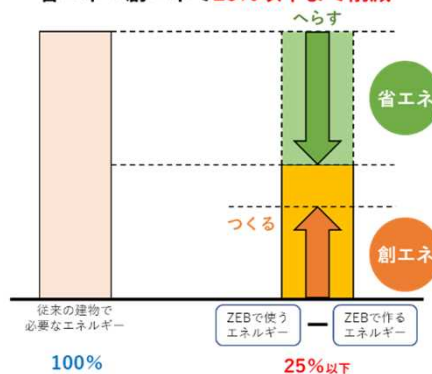 へらす
省エネ
つくる
創エネ
従来の建物で
必要なエネルギー
ZEBで使う
エネルギー
ー
ZEBで作る
エネルギー
100%
25%以下